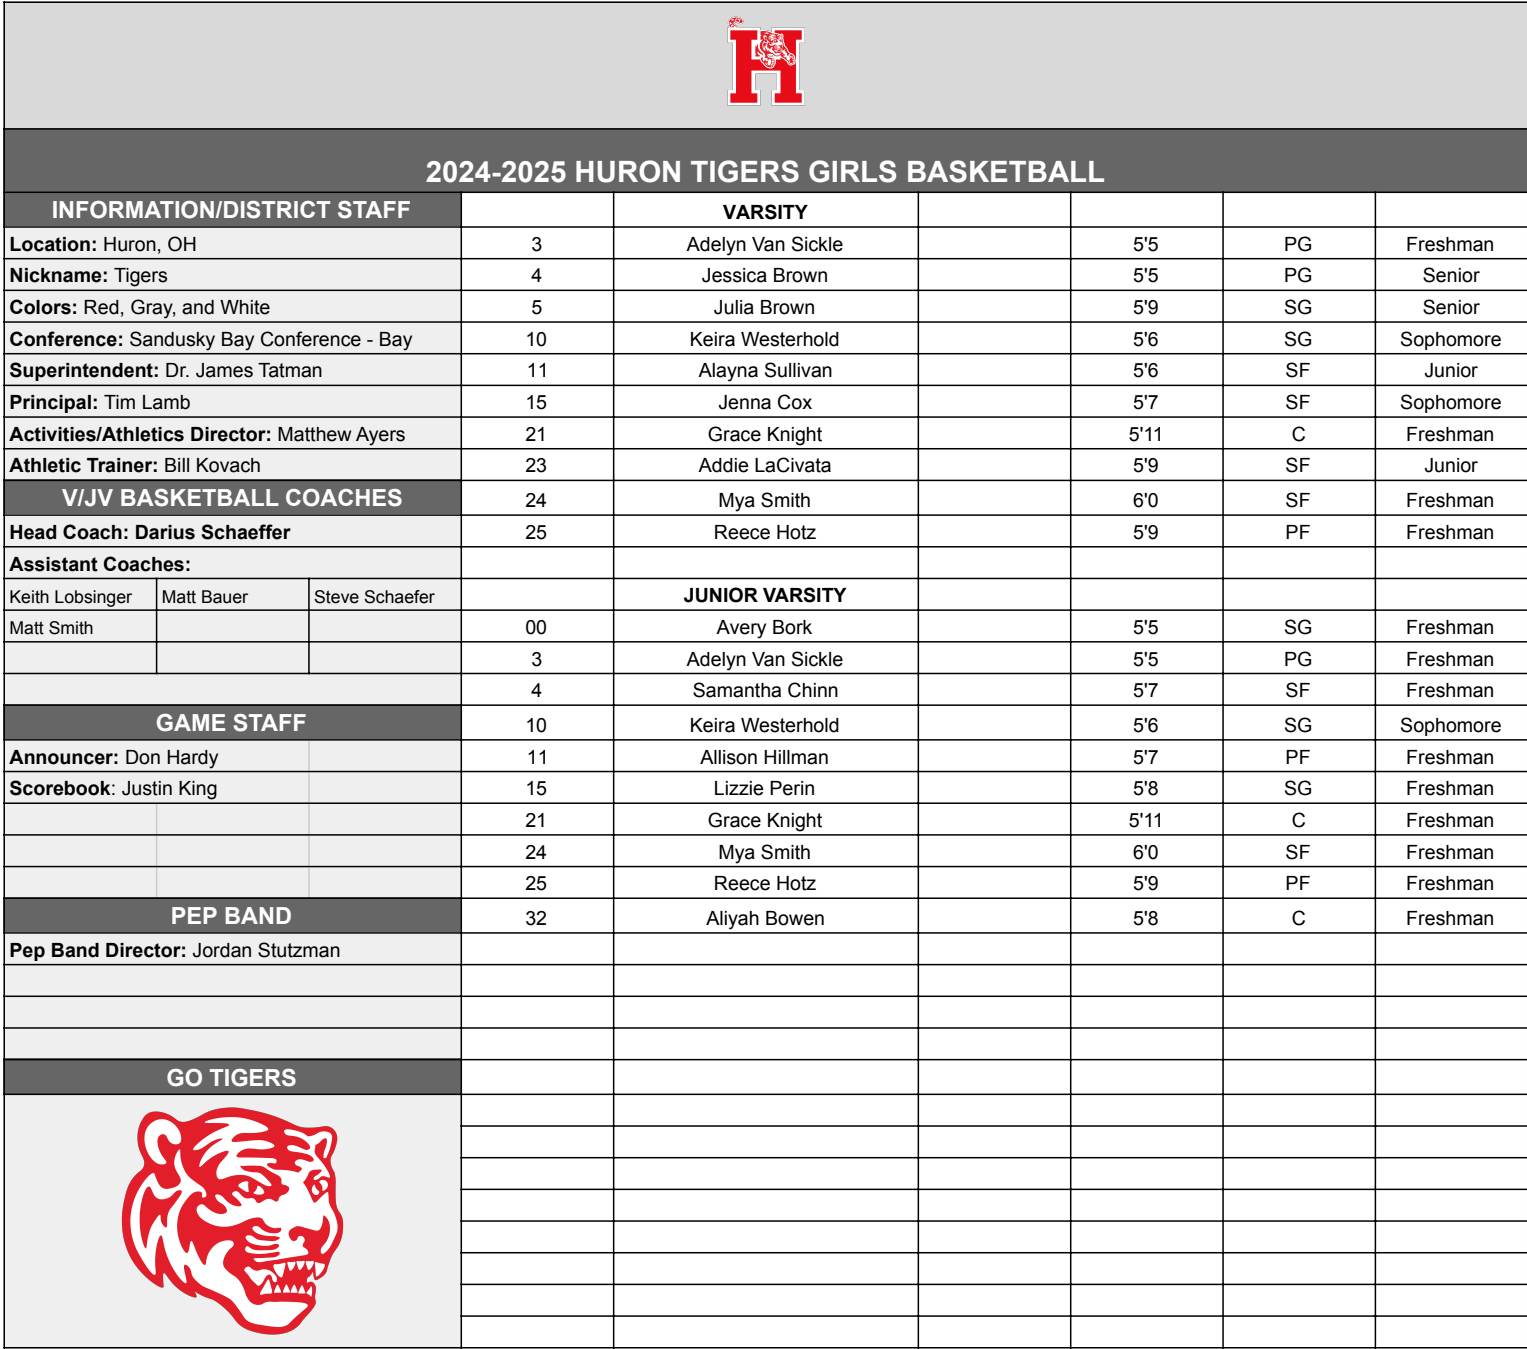 H
2024-2025 HURON TIGERS GIRLS BASKETBALL
INFORMATION/DISTRICT STAFF VARSITY
Location: Huron, OH 3 Adelyn Van Sickle 5'5 PG Freshman
Nickname: Tigers 4 Jessica Brown 5'5 PG Senior
Colors: Red, Gray, and White 5 Julia Brown 5'9 SG Senior
Conference: Sandusky Bay Conference - Bay 10 Keira Westerhold 5'6 SG Sophomore
Superintendent: Dr. James Tatman 11 Alayna Sullivan 5'6 SF Junior
Principal: Tim Lamb 15 Jenna Cox 5'7 SF Sophomore
Activities/Athletics Director: Matthew Ayers 21 Grace Knight 5'11 C Freshman
Athletic Trainer: Bill Kovach 23 Addie LaCivata 5'9 SF Junior
V/JV BASKETBALL COACHES 24 Mya Smith 6'0 SF Freshman
Head Coach: Darius Schaeffer 25 Reece Hotz 5'9 PF Freshman
Assistant Coaches:
Keith Lobsinger Matt Bauer Steve Schaefer JUNIOR VARSITY
Matt Smith 00 Avery Bork 5'5 SG Freshman
3 Adelyn Van Sickle 5'5 PG Freshman
4 Samantha Chinn 5'7 SF Freshman
GAME STAFF 10 Keira Westerhold 5'6 SG Sophomore
Announcer: Don Hardy 11 Allison Hillman 5'7 PF Freshman
Scorebook: Justin King 15 Lizzie Perin 5'8 SG Freshman
21 Grace Knight 5'11 C Freshman
24 Mya Smith 6'0 SF Freshman
25 Reece Hotz 5'9 PF Freshman
PEP BAND 32 Aliyah Bowen 5'8 C Freshman
Pep Band Director: Jordan Stutzman
GO TIGERS